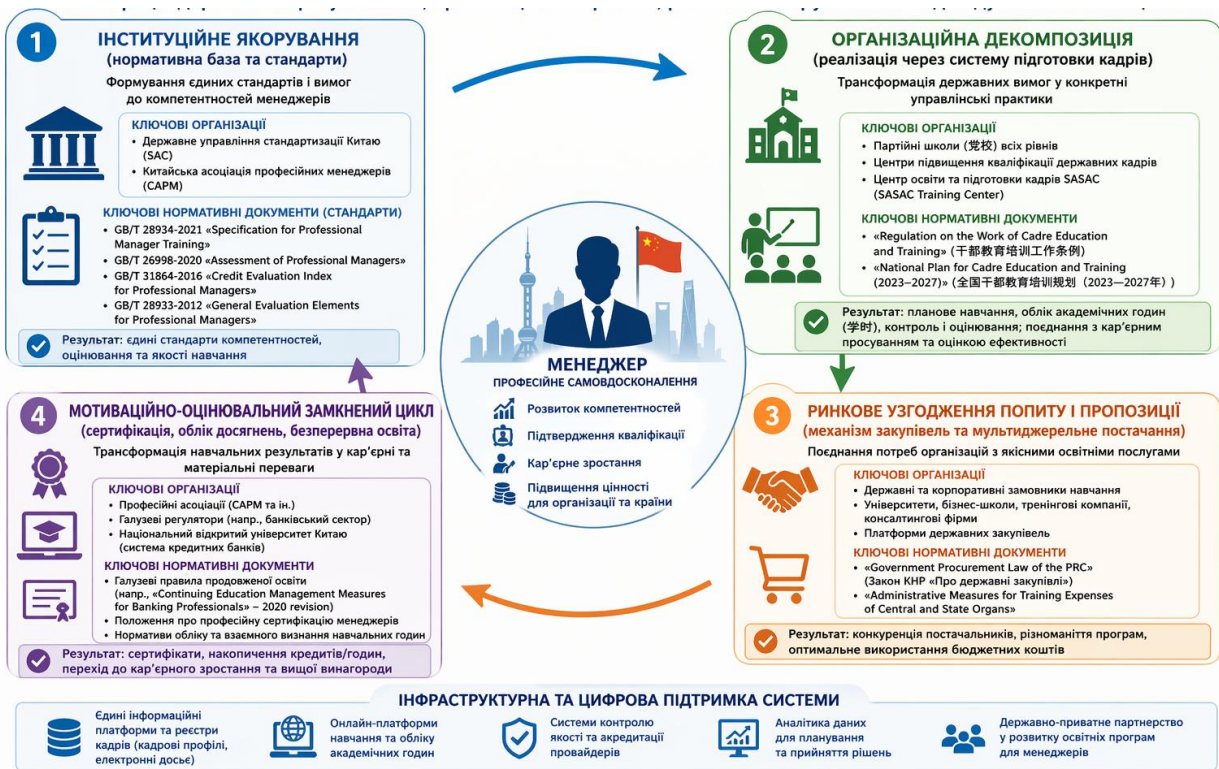 1
ІНСТИТУЦІЙНЕ ЯКОРУВАННЯ
(нормативна база та стандарти)
Формування єдиних стандартів і вимог
до компетентностей менеджерів
КЛЮЧОВІ ОРГАНІЗАЦІЇ
• Державне управління стандартизації Китаю
(SAC)
• Китайська асоціація професійних менеджерів
(CAPM)
КЛЮЧОВІ НОРМАТИВНІ ДОКУМЕНТИ (СТАНДАРТИ)
• GB/T 28934-2021 «Specification for Professional
Manager Training»
• GB/T 26998-2020 «Assessment of Professional Managers»
• GB/T 31864-2016 «Credit Evaluation Index
for Professional Managers»
• GB/T 28933-2012 «General Evaluation Elements
for Professional Managers»
Результат: єдині стандарти компетентностей,
оцінювання та якості навчання
2
ОРГАНІЗАЦІЙНА ДЕКОМПОЗИЦІЯ
(реалізація через систему підготовки кадрів)
Трансформація державних вимог у конкретні
управлінські практики
КЛЮЧОВІ ОРГАНІЗАЦІЇ
• Партійні школи (党校) всіх рівнів
• Центри підвищення кваліфікації державних кадрів
• Центр освіти та підготовки кадрів SASAC
(SASAC Training Center)
КЛЮЧОВІ НОРМАТИВНІ ДОКУМЕНТИ
• «Regulation on the Work of Cadre Education
and Training» (干部教育培训工作条例)
• «National Plan for Cadre Education and Training
(2023–2027)» (全国干部教育培训规划（2023—2027年）)
Результат: планове навчання, облік академічних годин
(学时), контроль і оцінювання; поєднання з кар'єрним
просуванням та оцінкою ефективності
МЕНЕДЖЕР
ПРОФЕСІЙНЕ САМОВДОСКОНАЛЕННЯ
Розвиток компетентностей
Підтвердження кваліфікації
Кар'єрне зростання
Підвищення цінності
для організації та країни
4
МОТИВАЦІЙНО-ОЦІНЮВАЛЬНИЙ ЗАМКНЕНИЙ ЦИКЛ
(сертифікація, облік досягнень, безперервна освіта)
Трансформація навчальних результатів у кар'єрні та
матеріальні переваги
КЛЮЧОВІ ОРГАНІЗАЦІЇ
• Професійні асоціації (CAPM та ін.)
• Галузеві регулятори (напр., банківський сектор)
• Національний відкритий університет Китаю
(система кредитних банків)
КЛЮЧОВІ НОРМАТИВНІ ДОКУМЕНТИ
• Галузеві правила продовженої освіти
(напр., «Continuing Education Management Measures
for Banking Professionals» – 2020 revision)
• Положення про професійну сертифікацію менеджерів
• Нормативи обліку та взаємного визнання навчальних годин
Результат: сертифікати, накопичення кредитів/годин,
перехід до кар'єрного зростання та вищої винагороди
3
РИНКОВЕ УЗГОДЖЕННЯ ПОПИТУ І ПРОПОЗИЦІЇ
(механізм закупівель та мультиджерельне постачання)
Поєднання потреб організацій з якісними освітніми послугами
КЛЮЧОВІ ОРГАНІЗАЦІЇ
• Державні та корпоративні замовники навчання
• Університети, бізнес-школи, тренінгові компанії,
консалтингові фірми
• Платформи державних закупівель
КЛЮЧОВІ НОРМАТИВНІ ДОКУМЕНТИ
• «Government Procurement Law of the PRC»
(Закон КНР «Про державні закупівлі»)
• «Administrative Measures for Training Expenses
of Central and State Organs»
Результат: конкуренція постачальників, різноманіття програм,
оптимальне використання бюджетних коштів
ІНФРАСТРУКТУРНА ТА ЦИФРОВА ПІДТРИМКА СИСТЕМИ
Єдині інформаційні
платформи та реєстри
кадрів (кадрові профілі,
електронні досьє)
Онлайн-платформи
навчання та обліку
академічних годин
Системи контролю
якості та акредитації
провайдерів
Аналітика даних
для планування
та прийняття рішень
Державно-приватне партнерство
у розвитку освітніх програм
для менеджерів